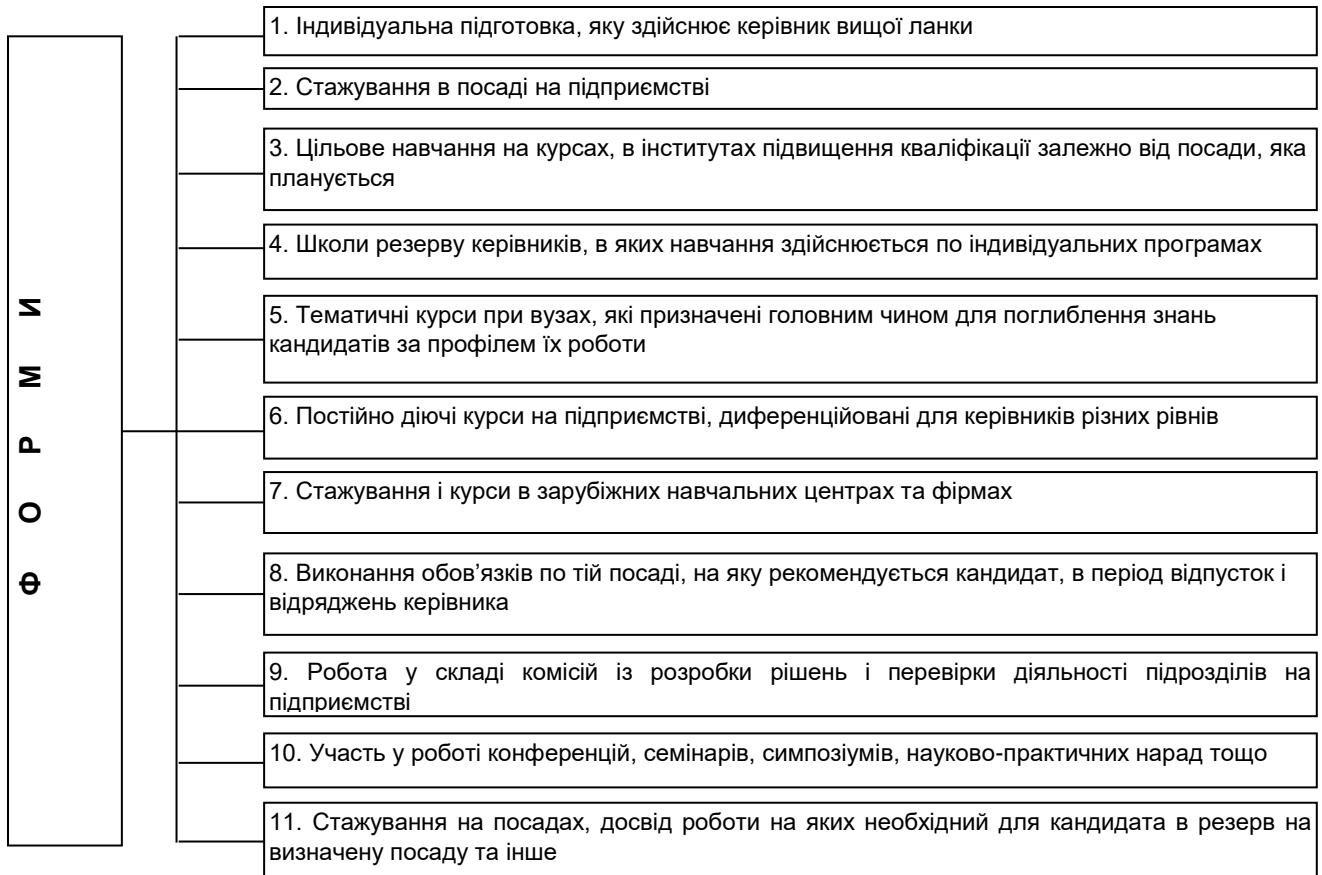 Ф О Р М И
1. Індивідуальна підготовка, яку здійснює керівник вищої ланки
2. Стажування в посаді на підприємстві
3. Цільове навчання на курсах, в інститутах підвищення кваліфікації залежно від посади, яка
планується
4. Школи резерву керівників, в яких навчання здійснюється по індивідуальних програмах
5. Тематичні курси при вузах, які призначені головним чином для поглиблення знань
кандидатів за профілем їх роботи
6. Постійно діючі курси на підприємстві, диференційовані для керівників різних рівнів
7. Стажування і курси в зарубіжних навчальних центрах та фірмах
8. Виконання обов’язків по тій посаді, на яку рекомендується кандидат, в період відпусток і
відряджень керівника
9. Робота у складі комісій із розробки рішень і перевірки діяльності підрозділів на
підприємстві
10. Участь у роботі конференцій, семінарів, симпозіумів, науково-практичних нарад тощо
11. Стажування на посадах, досвід роботи на яких необхідний для кандидата в резерв на
визначену посаду та інше